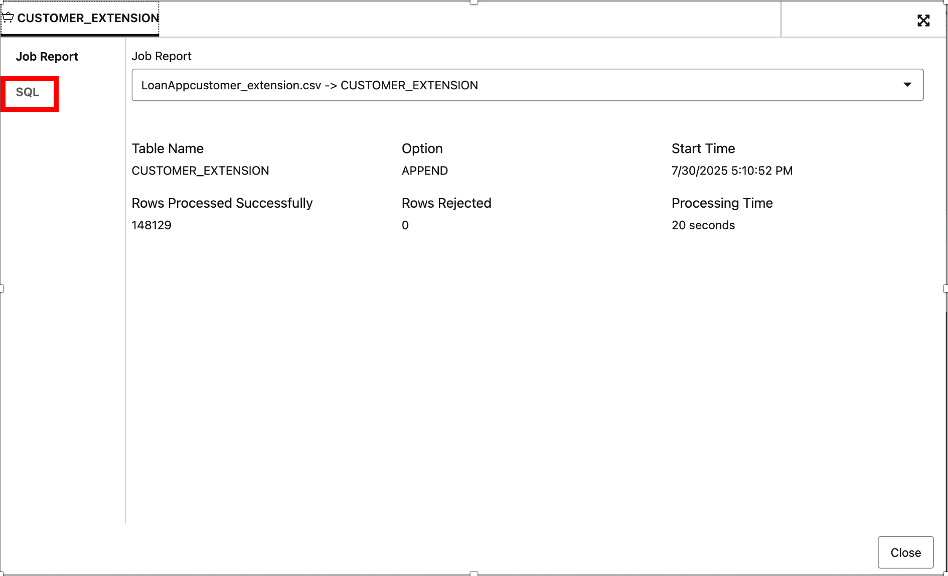 CUSTOMER_EXTENSION
Job Report
SQL
Job Report
LoanAppcustomer_extension.csv -> CUSTOMER_EXTENSION
Table Name
CUSTOMER_EXTENSION
Option
APPEND
Start Time
7/30/2025 5:10:52 PM
Rows Processed Successfully
148129
Rows Rejected
0
Processing Time
20 seconds
Close